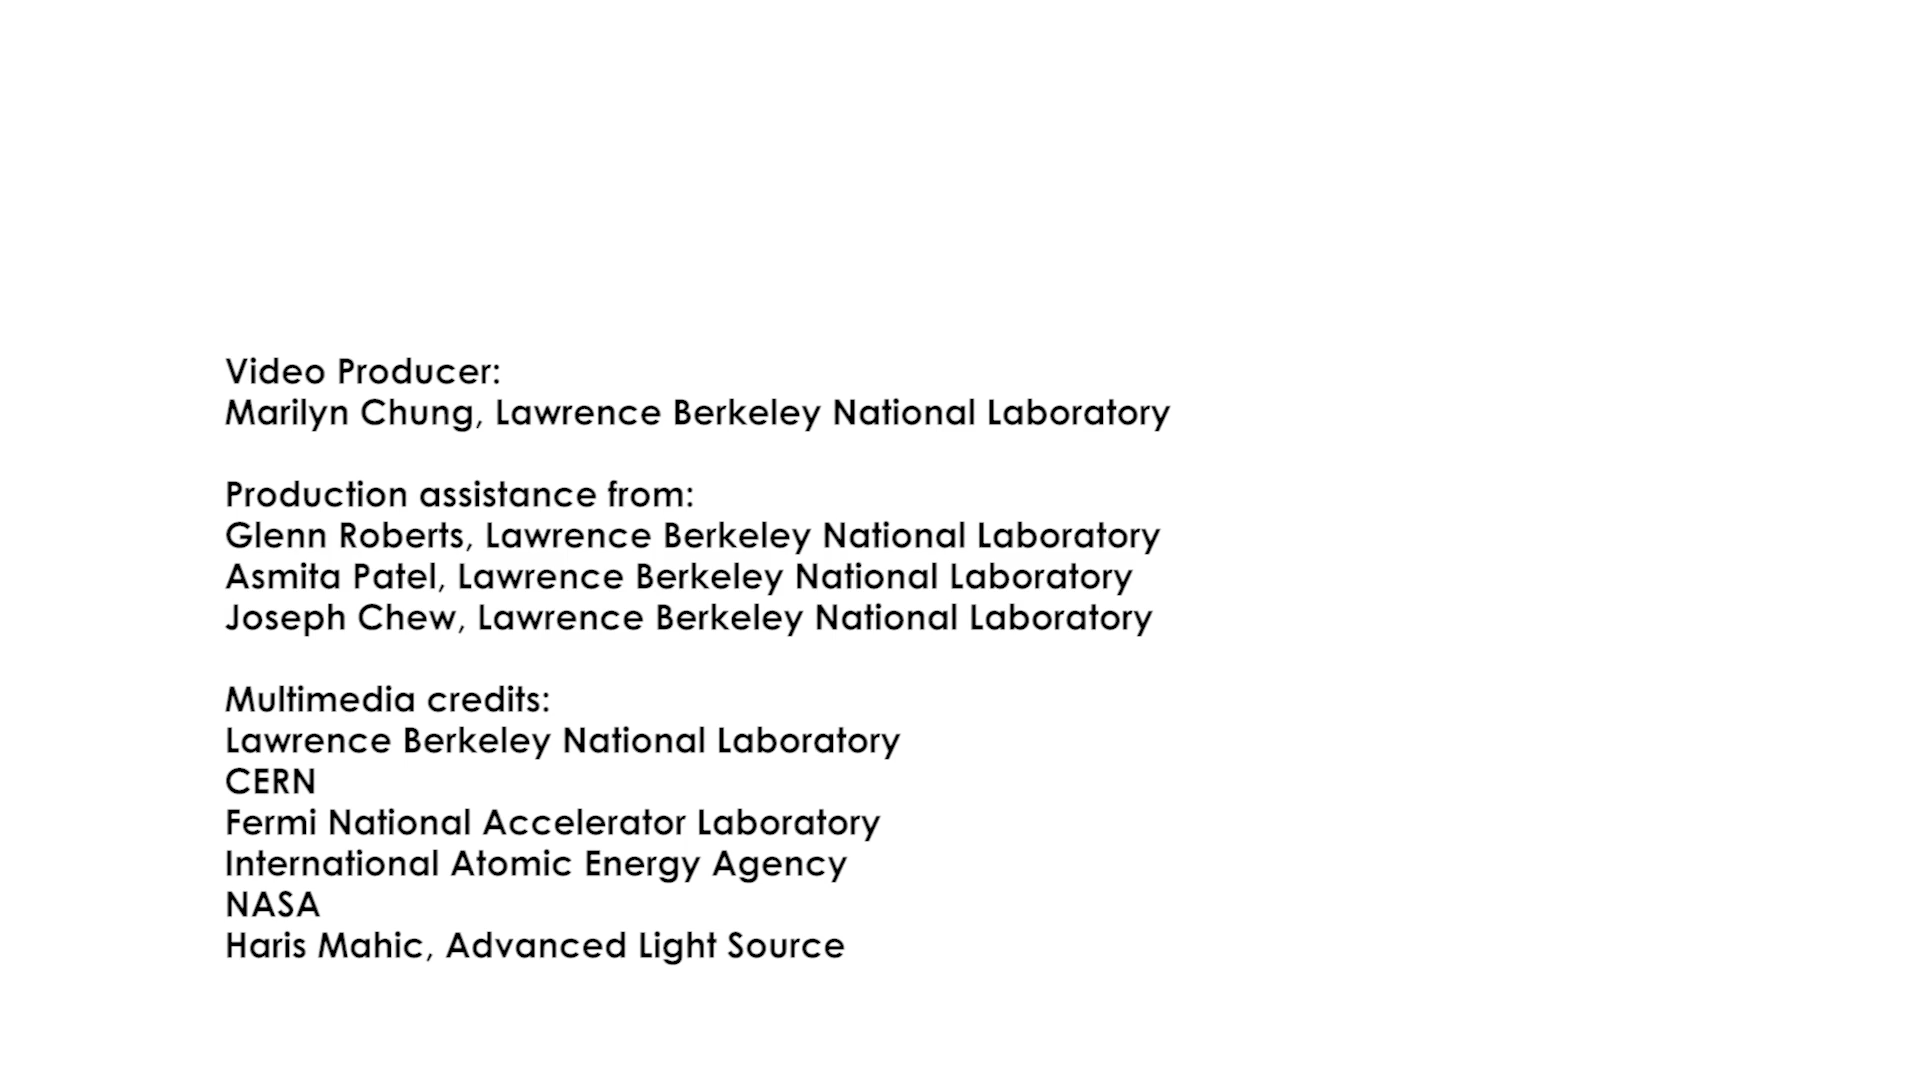 Video Producer:
Marilyn Chung, Lawrence Berkeley National Laboratory
Production assistance from:
Glenn Roberts, Lawrence Berkeley National Laboratory
Asmita Patel, Lawrence Berkeley National Laboratory
Joseph Chew, Lawrence Berkeley National Laboratory
Multimedia credits:
Lawrence Berkeley National Laboratory
CERN
Fermi National Accelerator Laboratory
International Atomic Energy Agency
NASA
Haris Mahic, Advanced Light Source